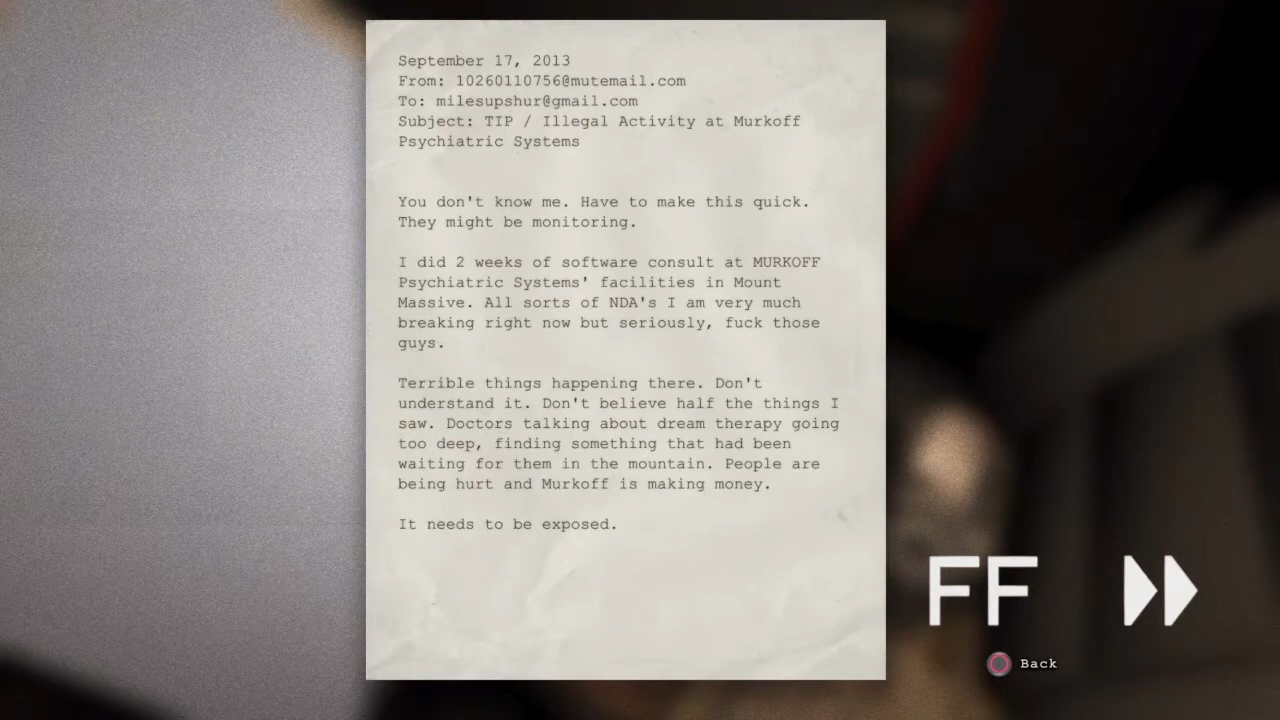 September 17, 2013
From: 10260110756@mutemail.com
To: milesupshur@gmail.com
Subject: TIP / Illegal Activity at Murkoff
Psychiatric Systems
You don't know me. Have to make this quick.
They might be monitoring.
I did 2 weeks of software consult at MURKOFF
Psychiatric Systems' facilities in Mount
Massive. All sorts of NDA's I am very much
breaking right now but seriously, fuck those
guys.
Terrible things happening there. Don't
understand it. Don't believe half the things I
saw. Doctors talking about dream therapy going
too deep, finding something that had been
waiting for them in the mountain. People are
being hurt and Murkoff is making money.
It needs to be exposed.
FF
Back